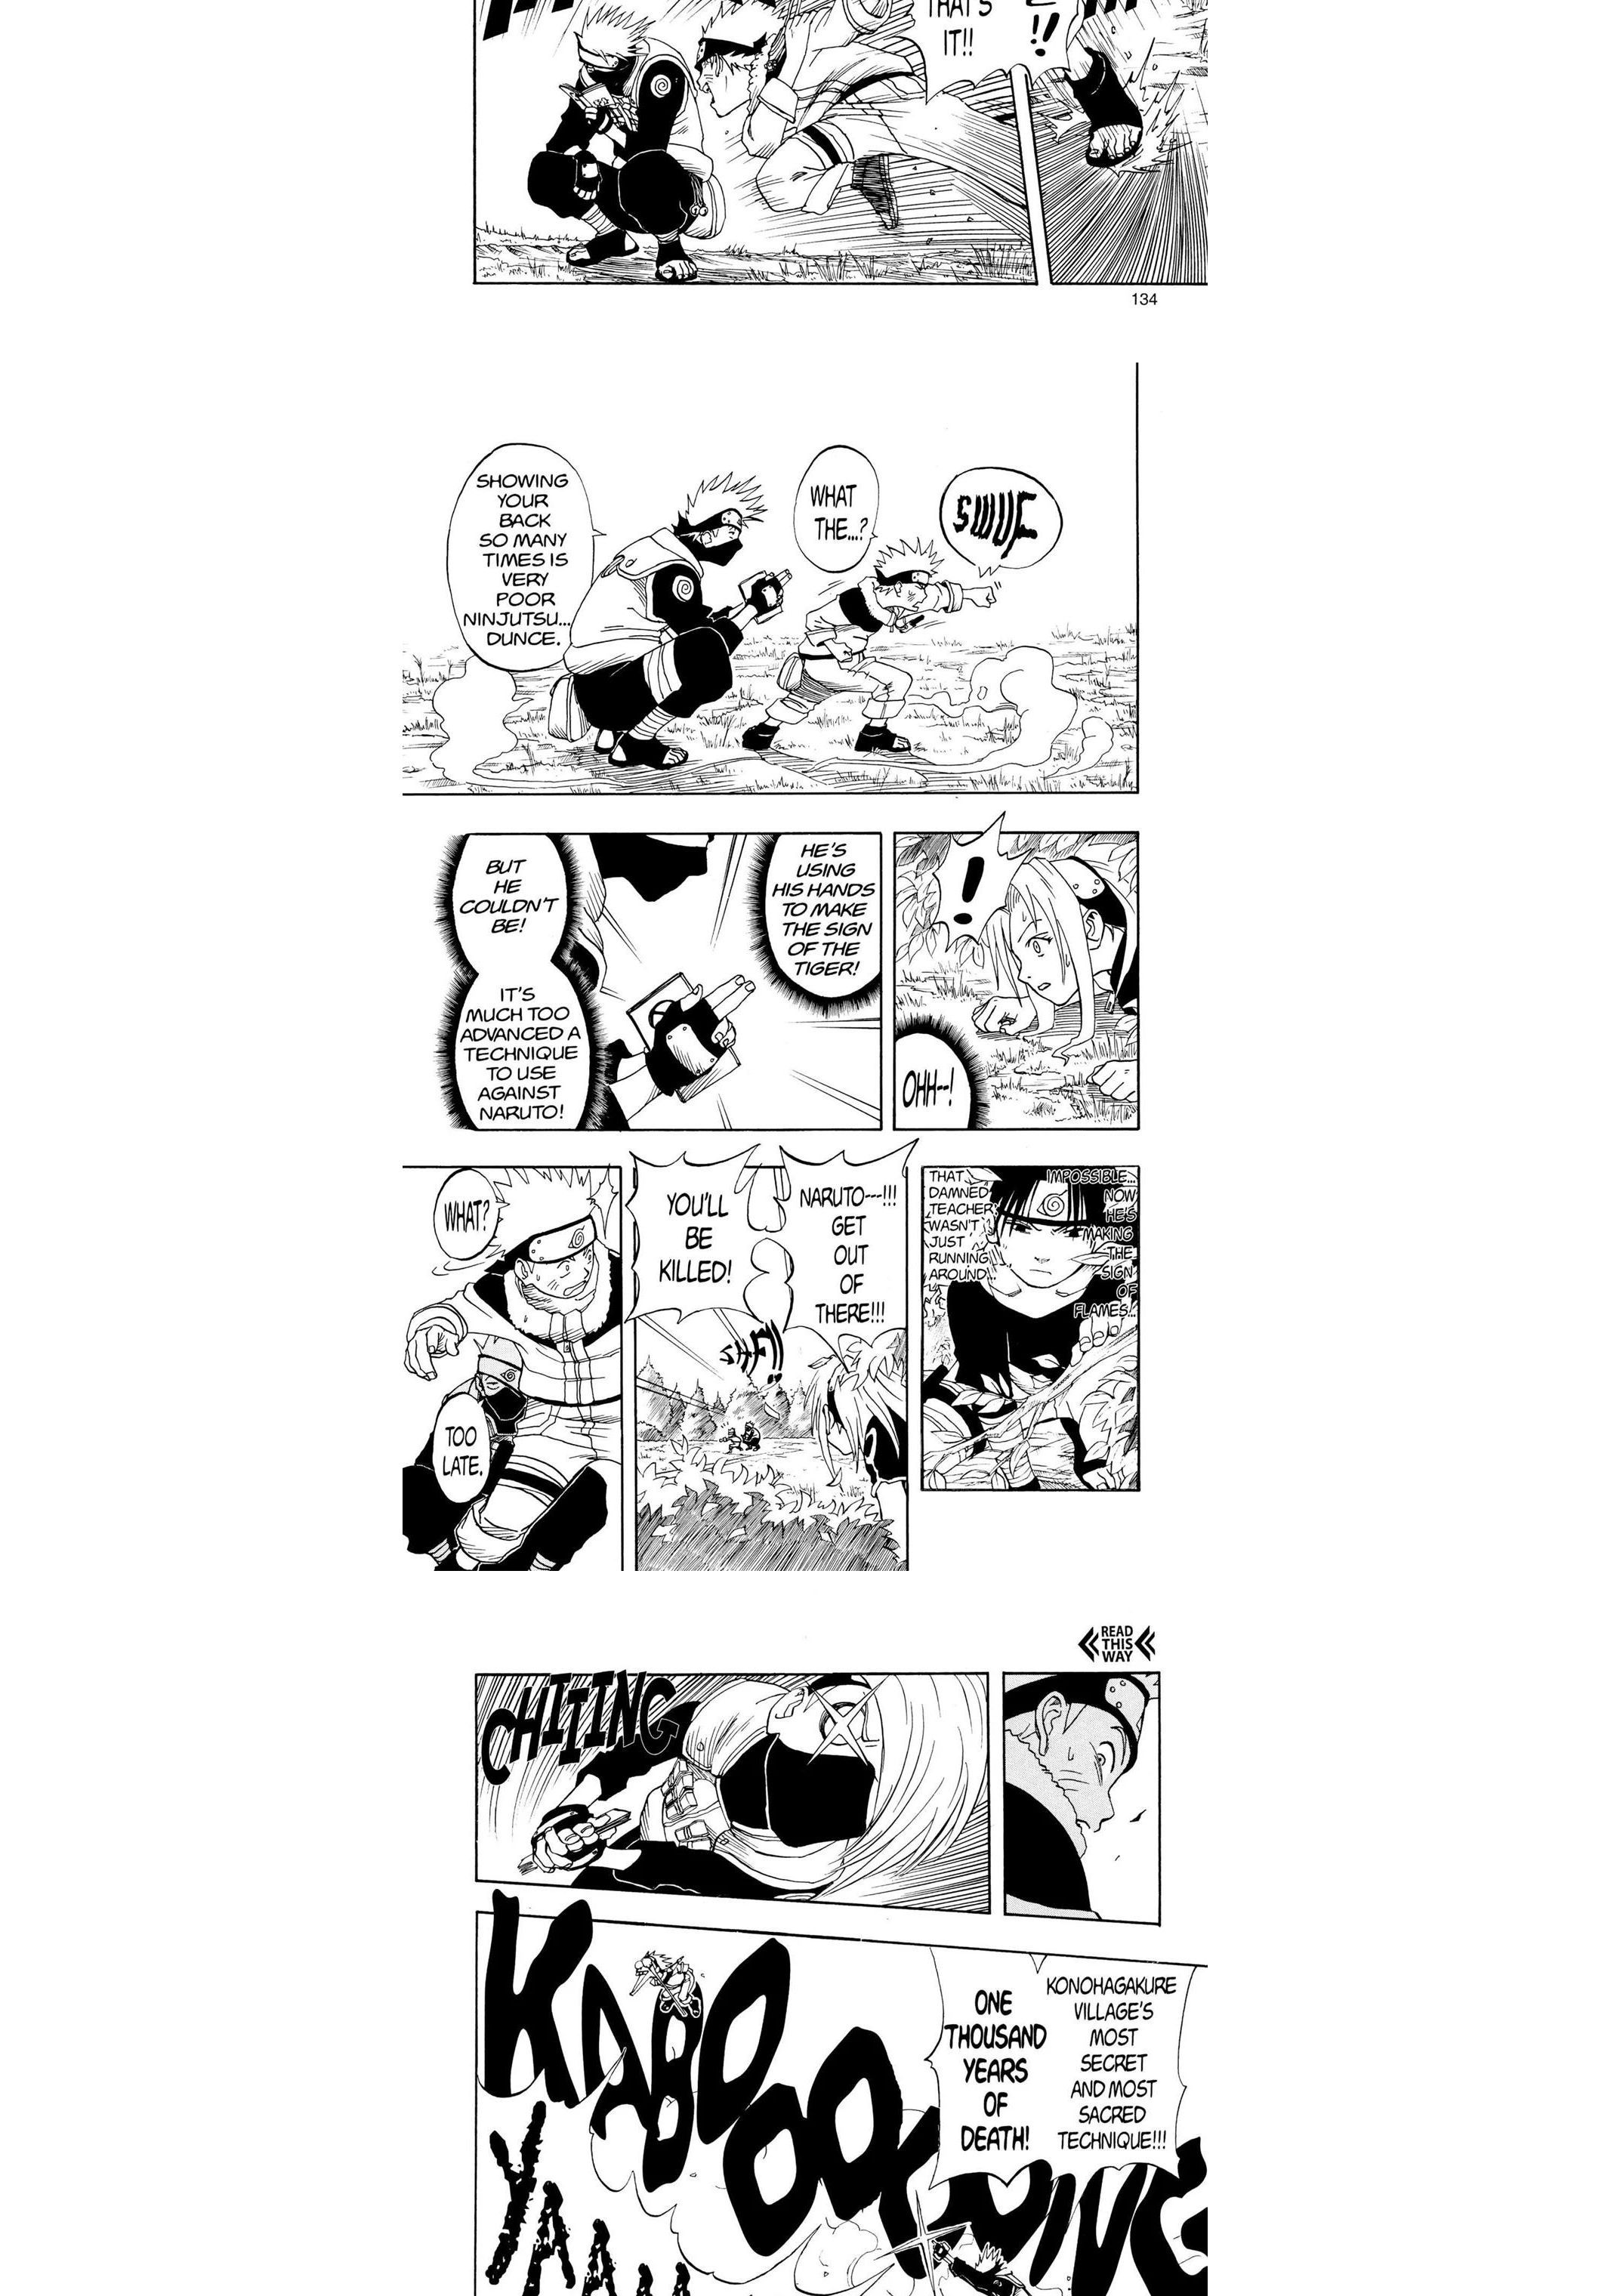 THAT'S
IT!!
!!
134
SWUF
WHAT
THE...?
SHOWING
YOUR
BACK
SO MANY
TIMES IS
VERY
POOR
NINJUTSU...
DUNCE.
!
OHH--!
HE'S
USING
HIS HANDS
TO MAKE
THE SIGN
OF THE
TIGER!
BUT
HE
COULDN'T
BE!
IT'S
MUCH TOO
ADVANCED A
TECHNIQUE
TO USE
AGAINST
NARUTO!
IMPOSSIBLE...
NOW
HE'S
MAKING
THE
SIGN
OF
FLAMES...
THAT
DAMNED
TEACHER
WASN'T
JUST
RUNNING
AROUND...
NARUTO---!!!
GET
OUT
OF
THERE!!!
YOU'LL
BE
KILLED!
WHAT?
TOO
LATE.
READ
THIS
WAY
CHIIING
KONOHAGAKURE
VILLAGE'S
MOST
SECRET
AND MOST
SACRED
TECHNIQUE!!!
ONE
THOUSAND
YEARS
OF
DEATH!